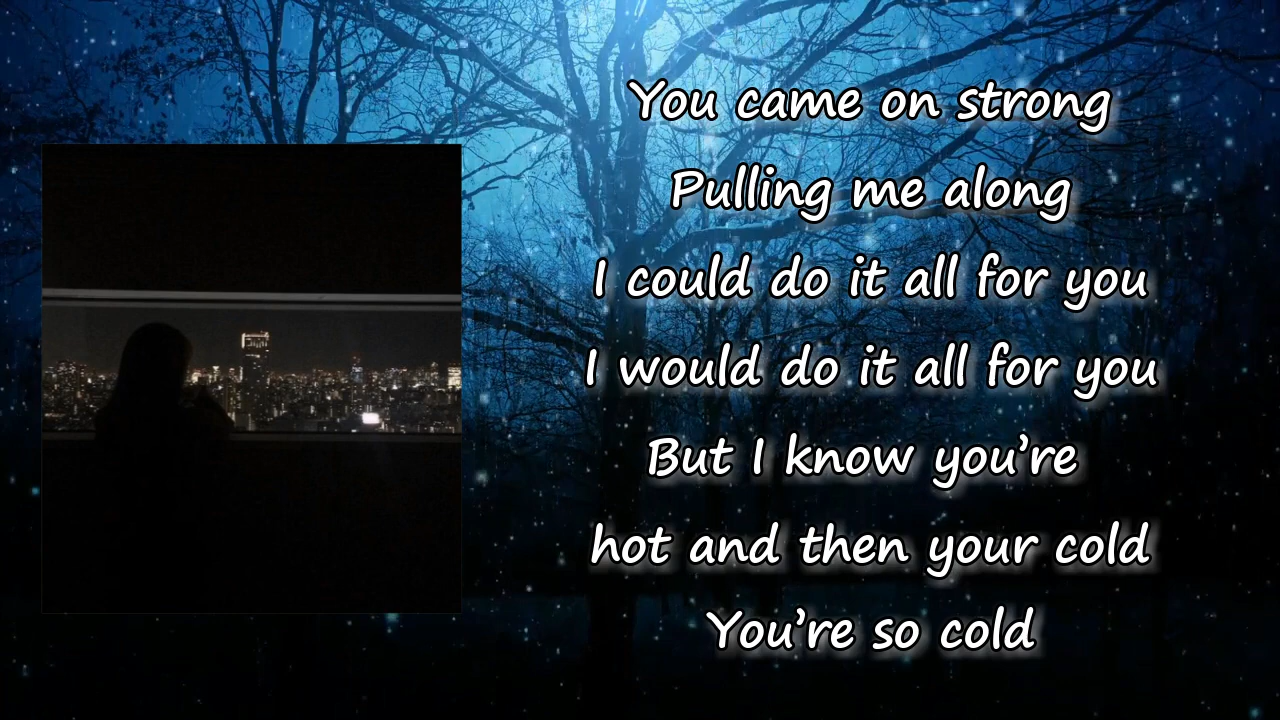 You came on strong
Pulling me along
I could do it all for you
I would do it all for you
But I know you’re
hot and then your cold
You’re so cold